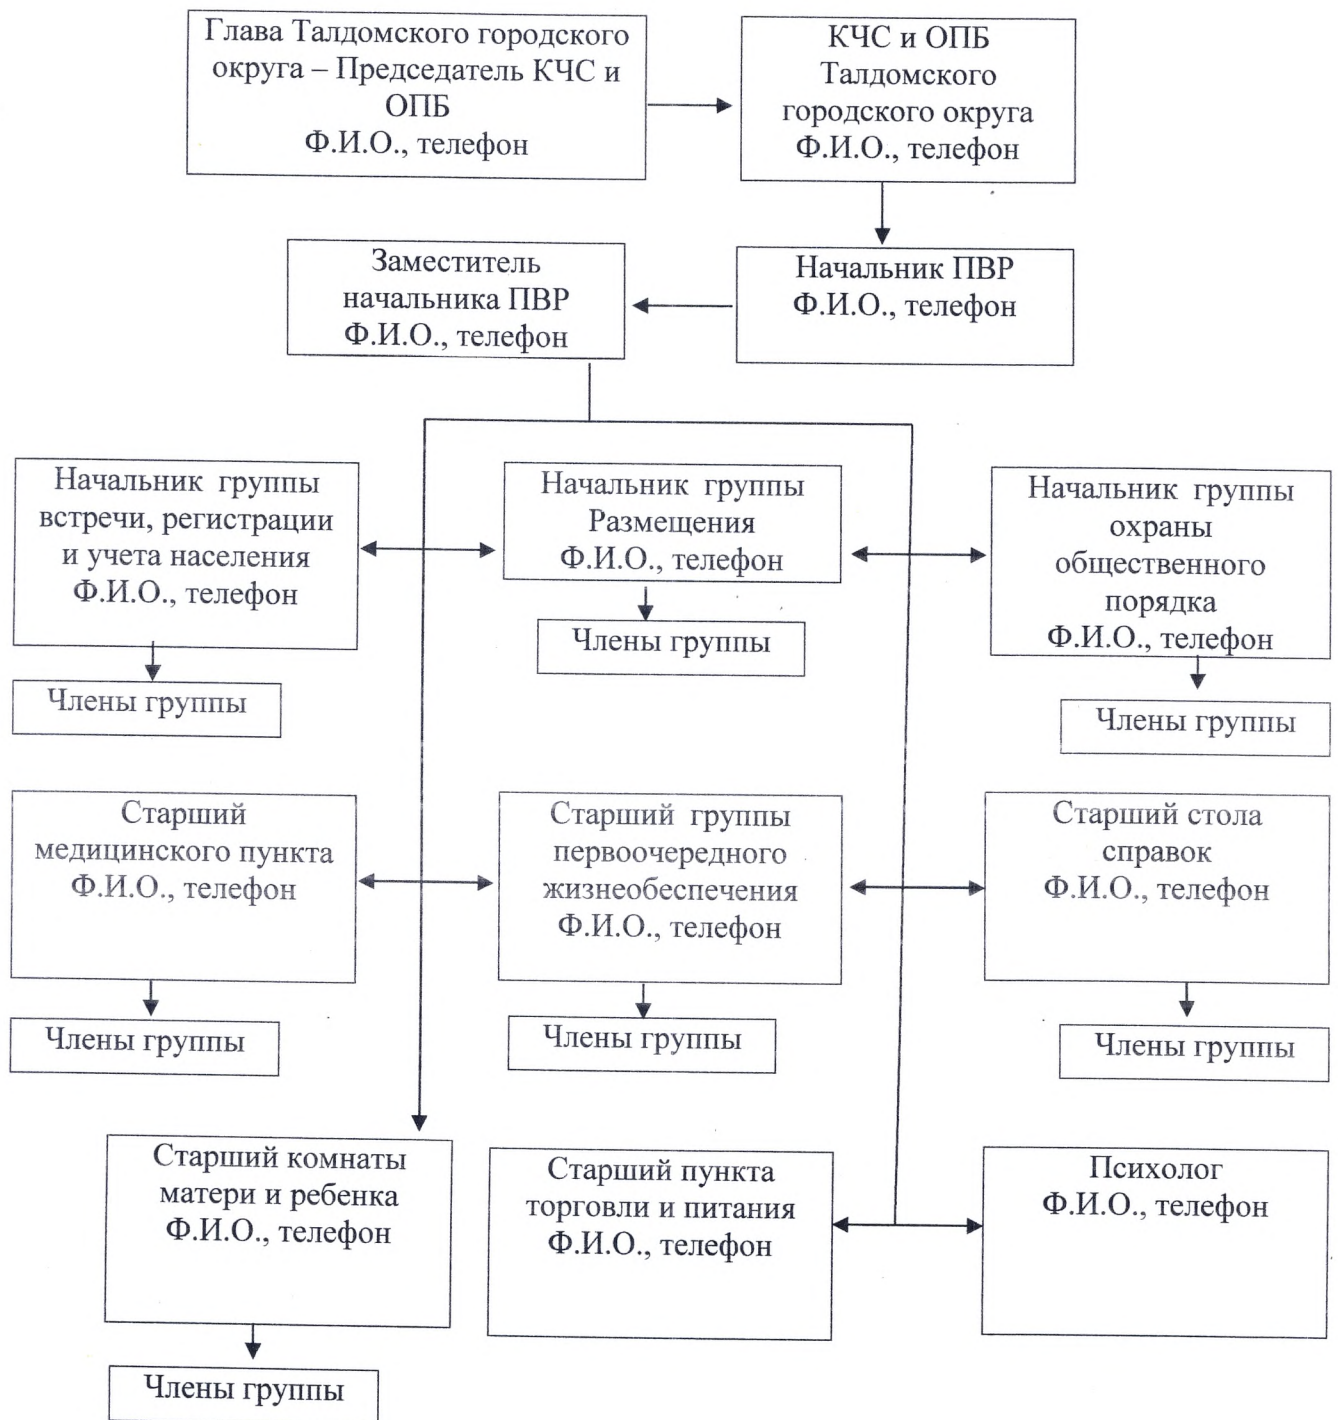 Глава Талдомского городского
округа – Председатель КЧС и
ОПБ
Ф.И.О., телефон
КЧС и ОПБ
Талдомского
городского округа
Ф.И.О., телефон
Заместитель
начальника ПВР
Ф.И.О., телефон
Начальник ПВР
Ф.И.О., телефон
Начальник группы
встречи, регистрации
и учета населения
Ф.И.О., телефон
Члены группы
Начальник группы
Размещения
Ф.И.О., телефон
Члены группы
Начальник группы
охраны
общественного
порядка
Ф.И.О., телефон
Члены группы
Старший
медицинского пункта
Ф.И.О., телефон
Члены группы
Старший группы
первоочередного
жизнеобеспечения
Ф.И.О., телефон
Члены группы
Старший стола
справок
Ф.И.О., телефон
Члены группы
Старший комнаты
матери и ребенка
Ф.И.О., телефон
Члены группы
Старший пункта
торговли и питания
Ф.И.О., телефон
Психолог
Ф.И.О., телефон